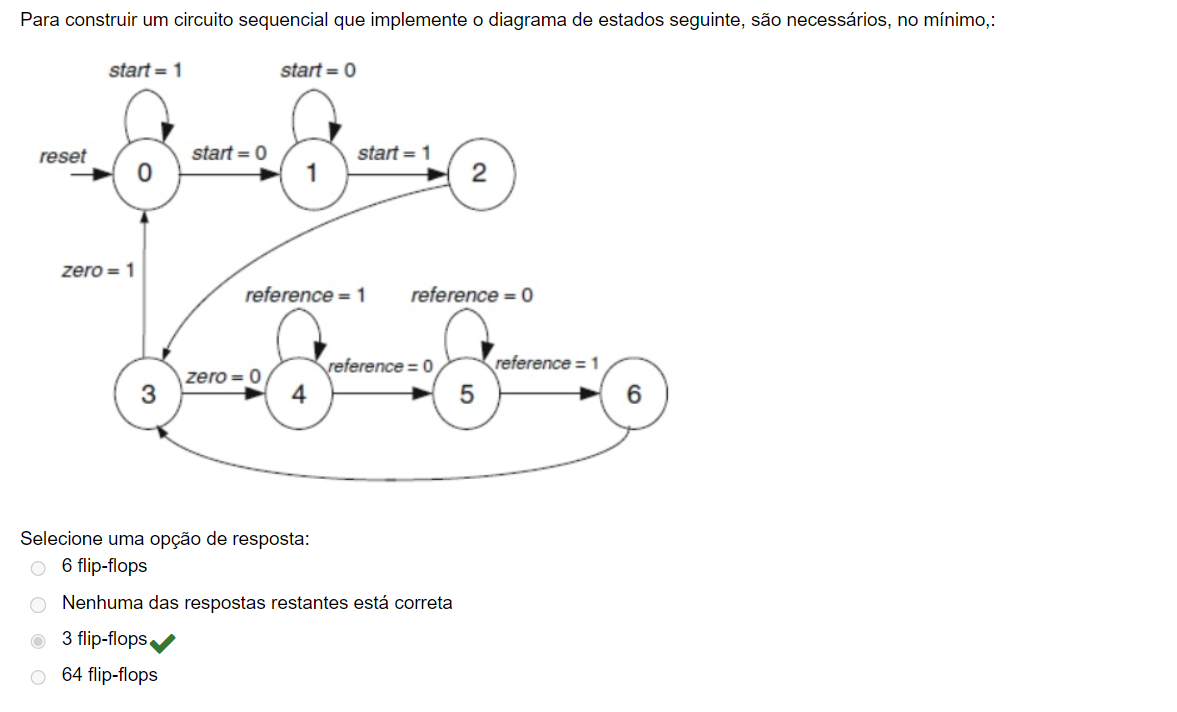 Para construir um circuito sequencial que implemente o diagrama de estados seguinte, são necessários, no mínimo,:
start = 1
start = 0
reset
start = 0
start = 1
0
1
2
zero = 1
reference = 1
reference = 0
zero = 0
reference = 0
reference = 1
3
4
5
6
Selecione uma opção de resposta:
6 flip-flops
Nenhuma das respostas restantes está correta
3 flip-flops
64 flip-flops